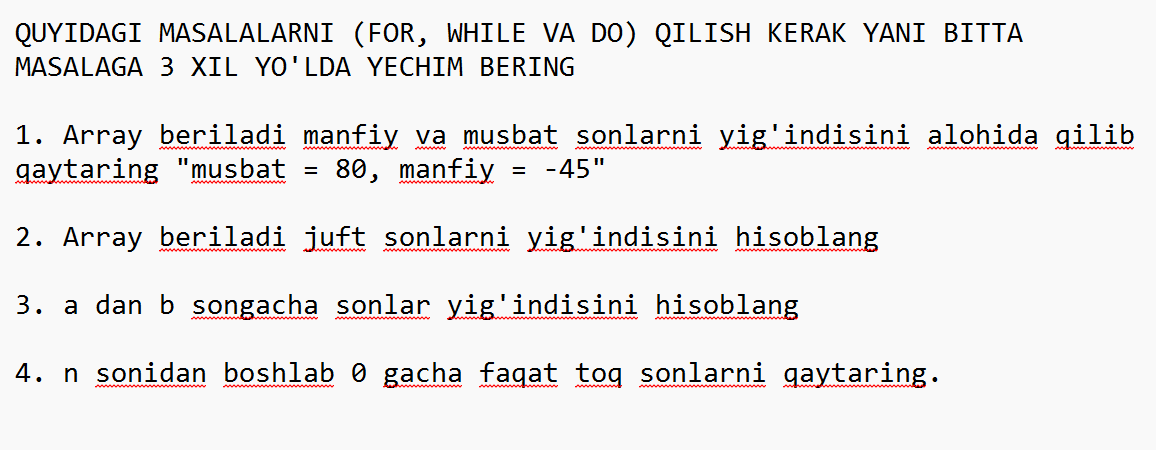 QUYIDAGI MASALALARNI (FOR, WHILE VA DO) QILISH KERAK YANI BITTA
MASALAGA 3 XIL YO'LDA YECHIM BERING
1. Array beriladi manfiy va musbat sonlarni yig'indisini alohida qilib
qaytaring "musbat = 80, manfiy = -45"
2. Array beriladi juft sonlarni yig'indisini hisoblang
3. a dan b songacha sonlar yig'indisini hisoblang
4. n sonidan boshlab 0 gacha faqat toq sonlarni qaytaring.